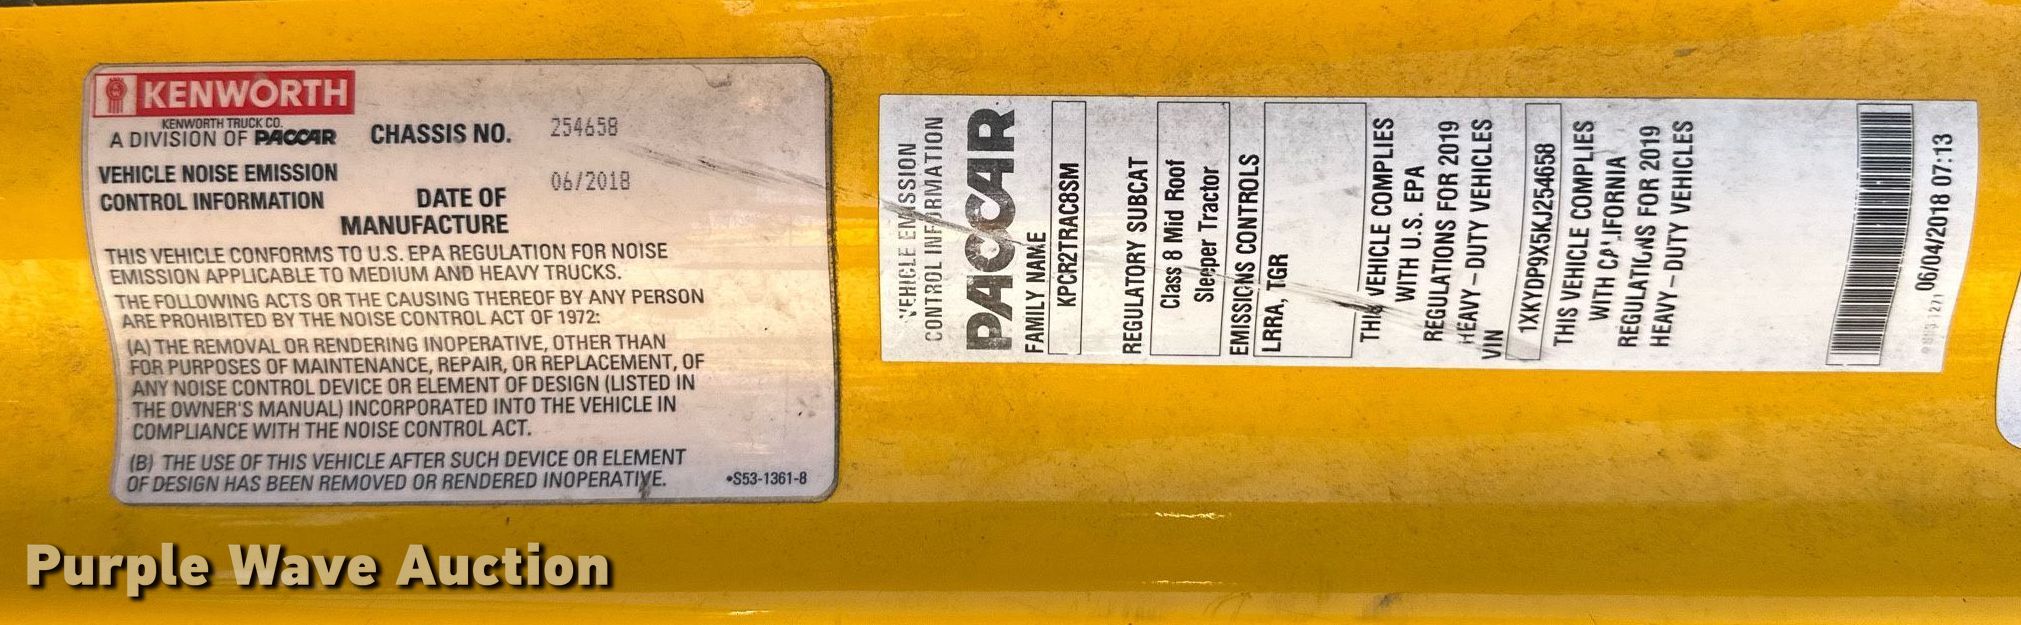 KENWORTH
KENWORTH TRUCK CO.
A DIVISION OF PACCAR
CHASSIS NO. 254658
VEHICLE NOISE EMISSION
CONTROL INFORMATION
DATE OF
MANUFACTURE
06/2018
THIS VEHICLE CONFORMS TO U.S. EPA REGULATION FOR NOISE
EMISSION APPLICABLE TO MEDIUM AND HEAVY TRUCKS.
THE FOLLOWING ACTS OR THE CAUSING THEREOF BY ANY PERSON
ARE PROHIBITED BY THE NOISE CONTROL ACT OF 1972:
(A) THE REMOVAL OR RENDERING INOPERATIVE, OTHER THAN
FOR PURPOSES OF MAINTENANCE, REPAIR, OR REPLACEMENT, OF
ANY NOISE CONTROL DEVICE OR ELEMENT OF DESIGN (LISTED IN
THE OWNER'S MANUAL) INCORPORATED INTO THE VEHICLE IN
COMPLIANCE WITH THE NOISE CONTROL ACT.
(B) THE USE OF THIS VEHICLE AFTER SUCH DEVICE OR ELEMENT
OF DESIGN HAS BEEN REMOVED OR RENDERED INOPERATIVE.
•S53-1361-8
VEHICLE EMISSION
CONTROL INFORMATION
PACCAR
FAMILY NAME
KPCR2TRAC8SM
REGULATORY SUBCAT
Class 8 Mid Roof
Sleeper Tractor
EMISSIONS CONTROLS
LRRA, TGR
THIS VEHICLE COMPLIES
WITH U.S. EPA
REGULATIONS FOR 2019
HEAVY-DUTY VEHICLES
VIN
1XKYDP9X5KJ254658
THIS VEHICLE COMPLIES
WITH CALIFORNIA
REGULATIONS FOR 2019
HEAVY-DUTY VEHICLES
06/04/2018 07:13
Purple Wave Auction